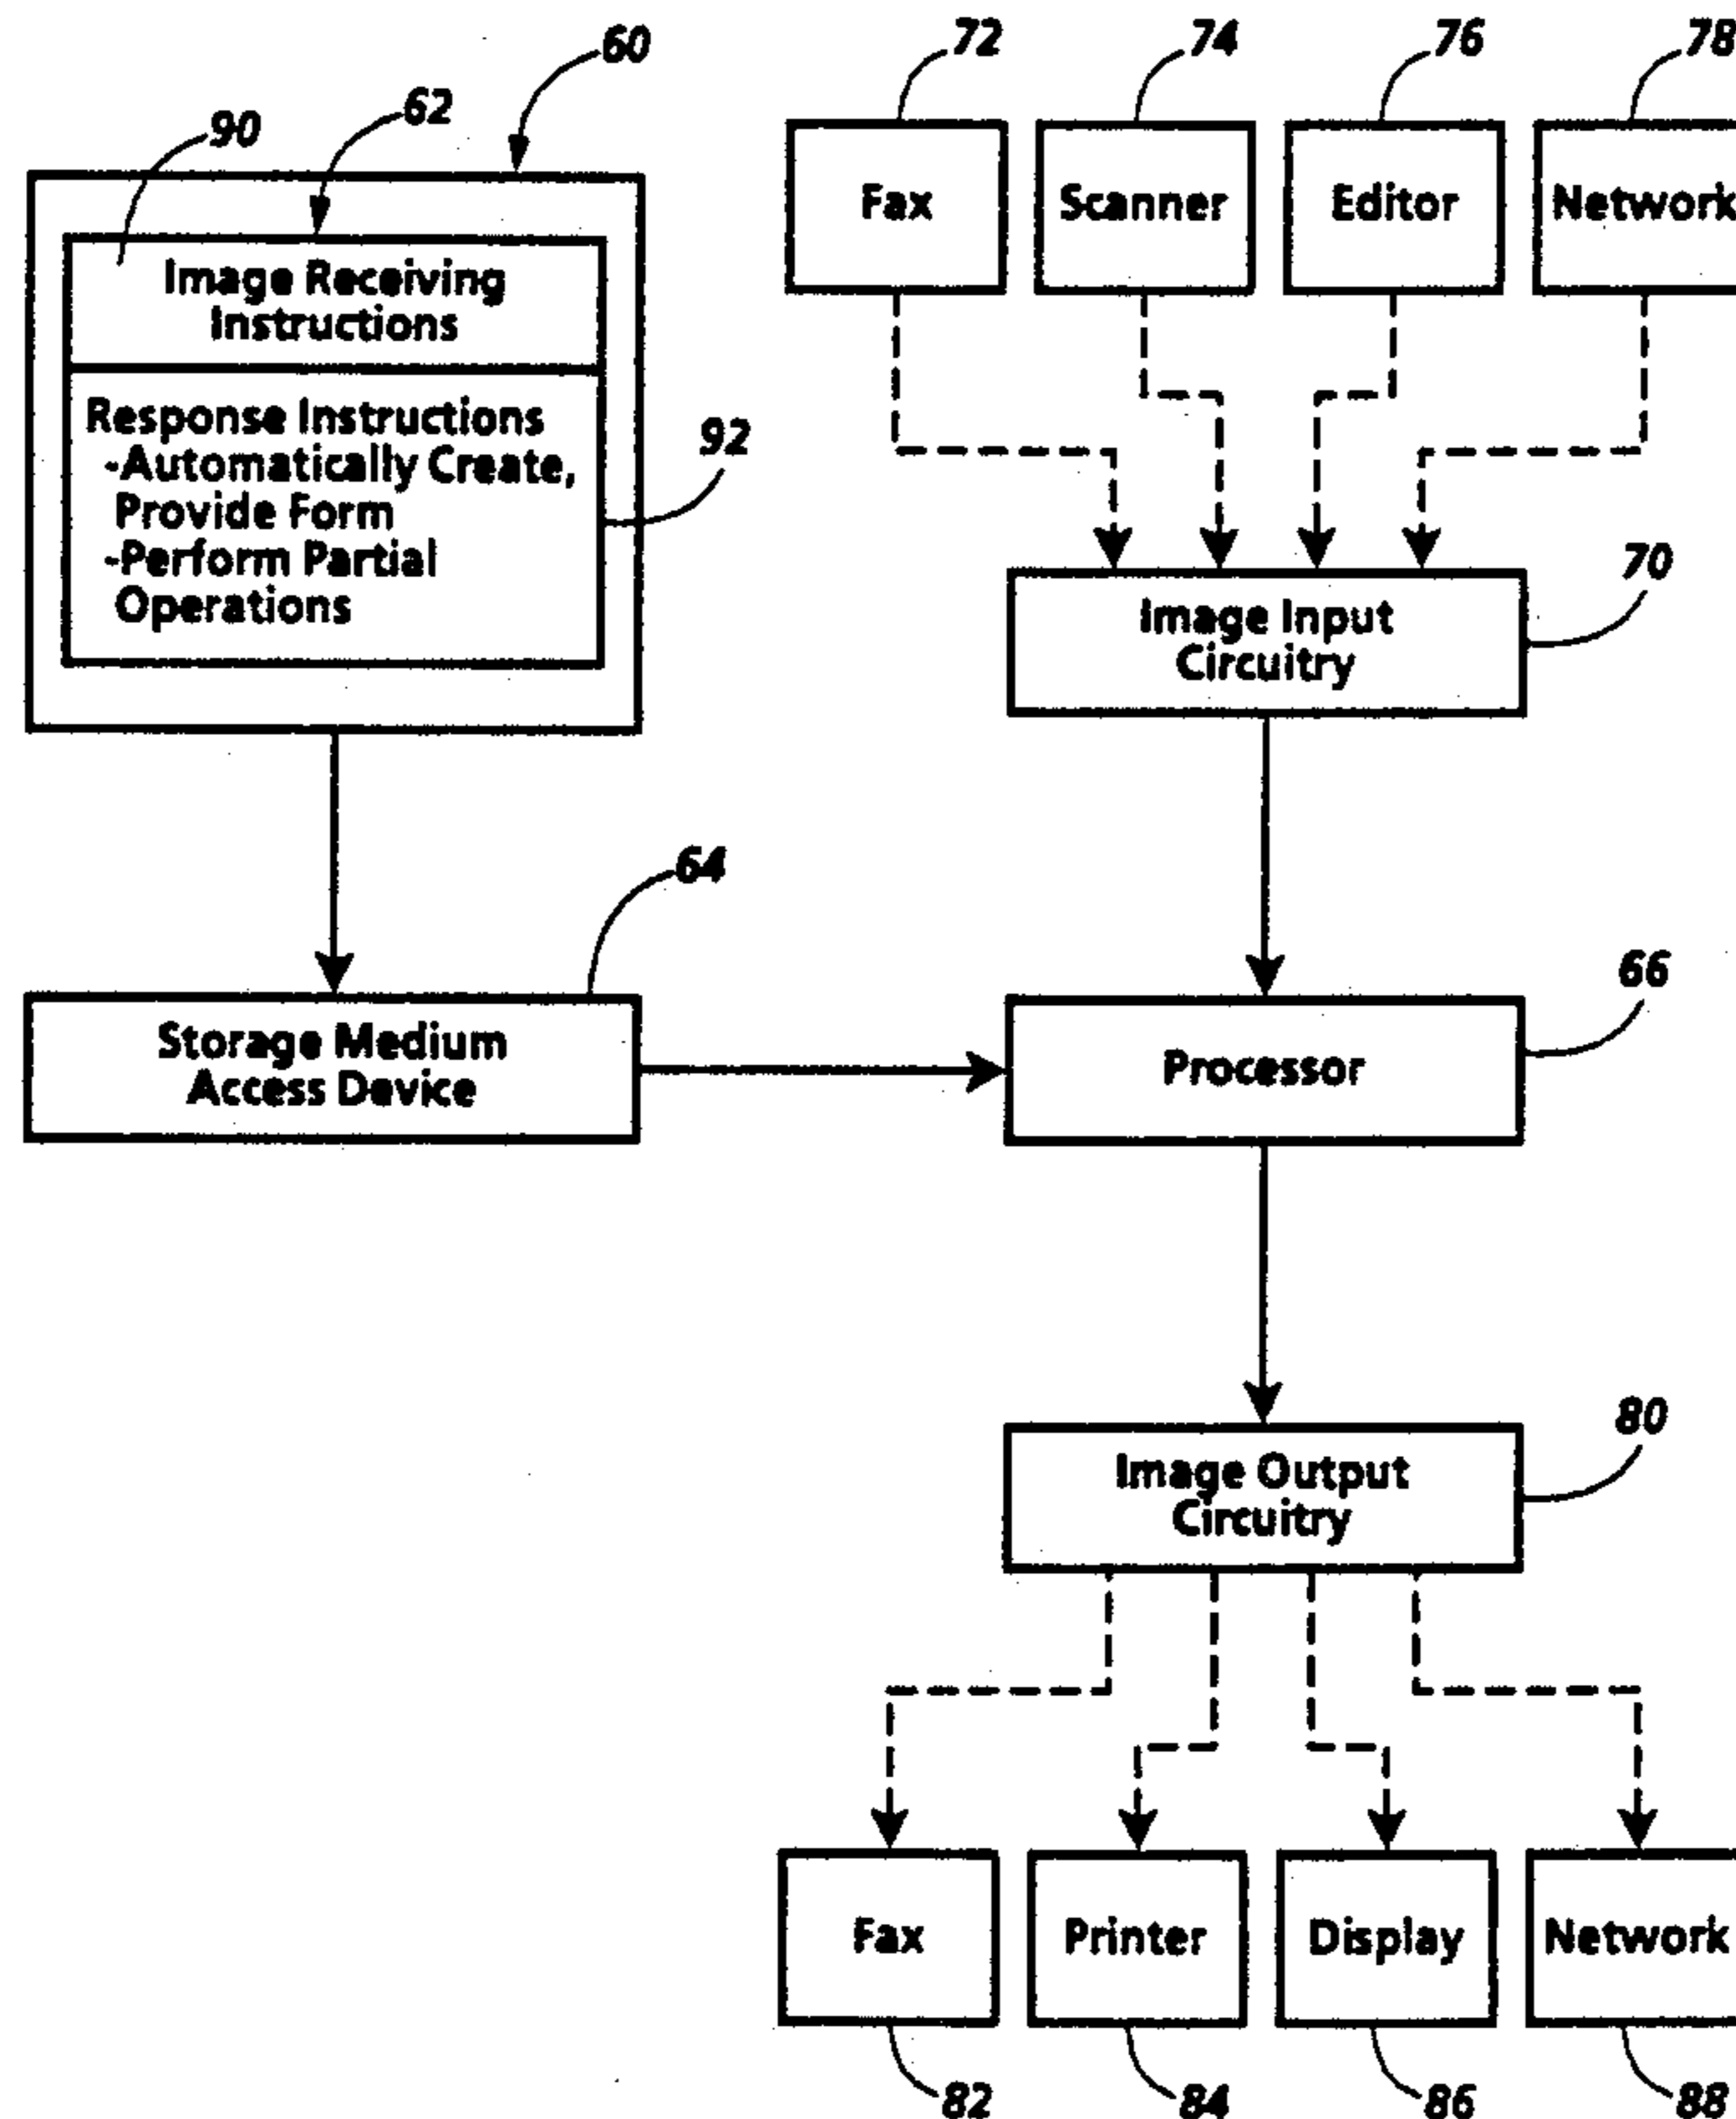 60
72
74
76
78
90
62
Fax
Scanner
Editor
Network
Image Receiving
Instructions
Response Instructions
-Automatically Create,
Provide Form
-Perform Partial
Operations
92
70
Image Input
Circuitry
64
66
Storage Medium
Access Device
Processor
80
Image Output
Circuitry
Fax
Printer
Display
Network
82
84
86
88